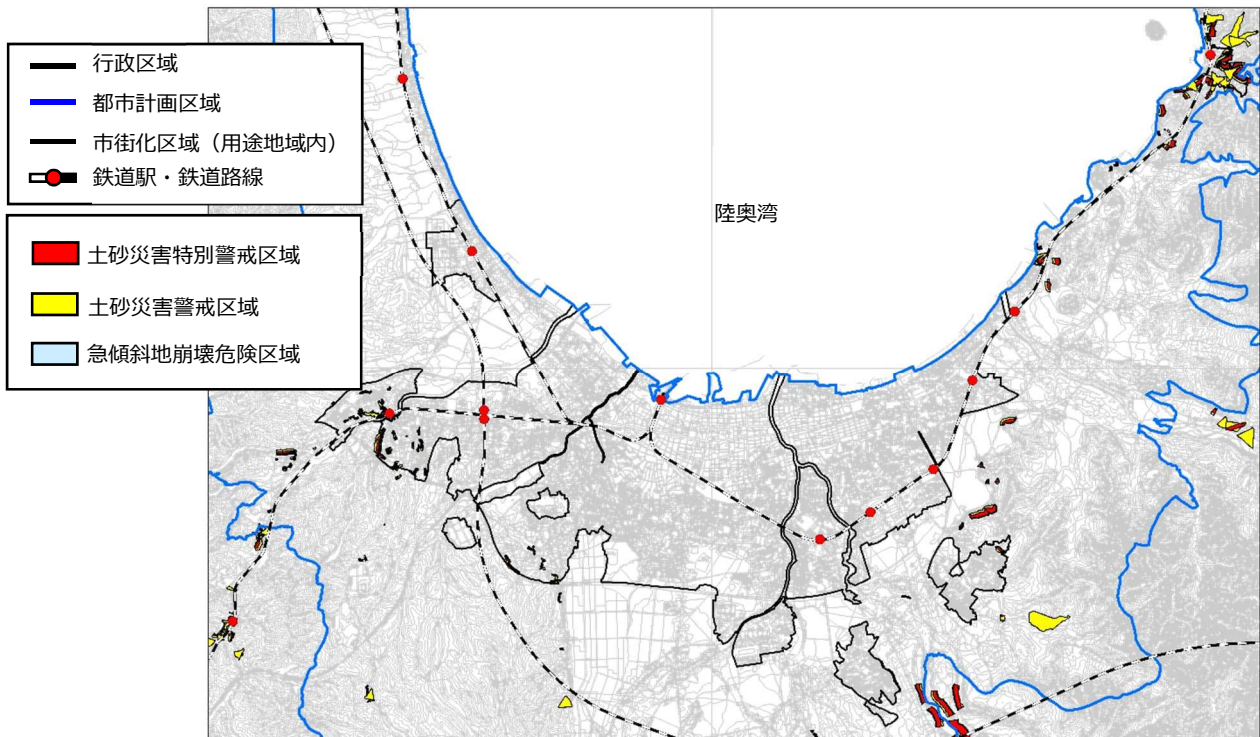 行政区域
都市計画区域
市街化区域（用途地域内）
鉄道駅・鉄道路線
土砂災害特別警戒区域
土砂災害警戒区域
急傾斜地崩壊危険区域
陸奥湾